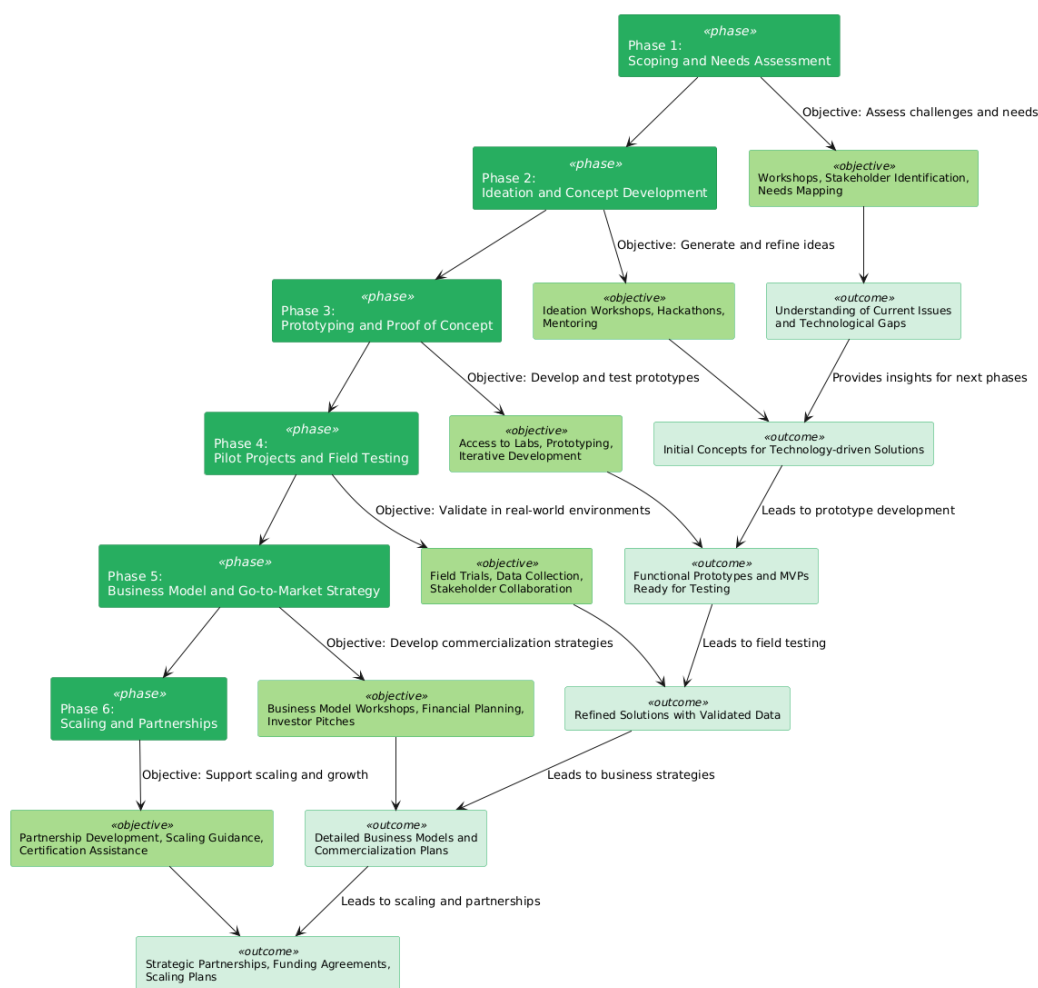 «phase»
Phase 1:
Scoping and Needs Assessment
Objective: Assess challenges and needs
«phase»
Phase 2:
Ideation and Concept Development
«objective»
Workshops, Stakeholder Identification,
Needs Mapping
Objective: Generate and refine ideas
«phase»
Phase 3:
Prototyping and Proof of Concept
«objective»
Ideation Workshops, Hackathons,
Mentoring
«outcome»
Understanding of Current Issues
and Technological Gaps
Objective: Develop and test prototypes
Provides insights for next phases
«phase»
Phase 4:
Pilot Projects and Field Testing
«objective»
Access to Labs, Prototyping,
Iterative Development
«outcome»
Initial Concepts for Technology-driven Solutions
Objective: Validate in real-world environments
Leads to prototype development
«phase»
Phase 5:
Business Model and Go-to-Market Strategy
«objective»
Field Trials, Data Collection,
Stakeholder Collaboration
«outcome»
Functional Prototypes and MVPs
Ready for Testing
Objective: Develop commercialization strategies
Leads to field testing
«phase»
Phase 6:
Scaling and Partnerships
«objective»
Business Model Workshops, Financial Planning,
Investor Pitches
«outcome»
Refined Solutions with Validated Data
Objective: Support scaling and growth
Leads to business strategies
«objective»
Partnership Development, Scaling Guidance,
Certification Assistance
«outcome»
Detailed Business Models and
Commercialization Plans
Leads to scaling and partnerships
«outcome»
Strategic Partnerships, Funding Agreements,
Scaling Plans